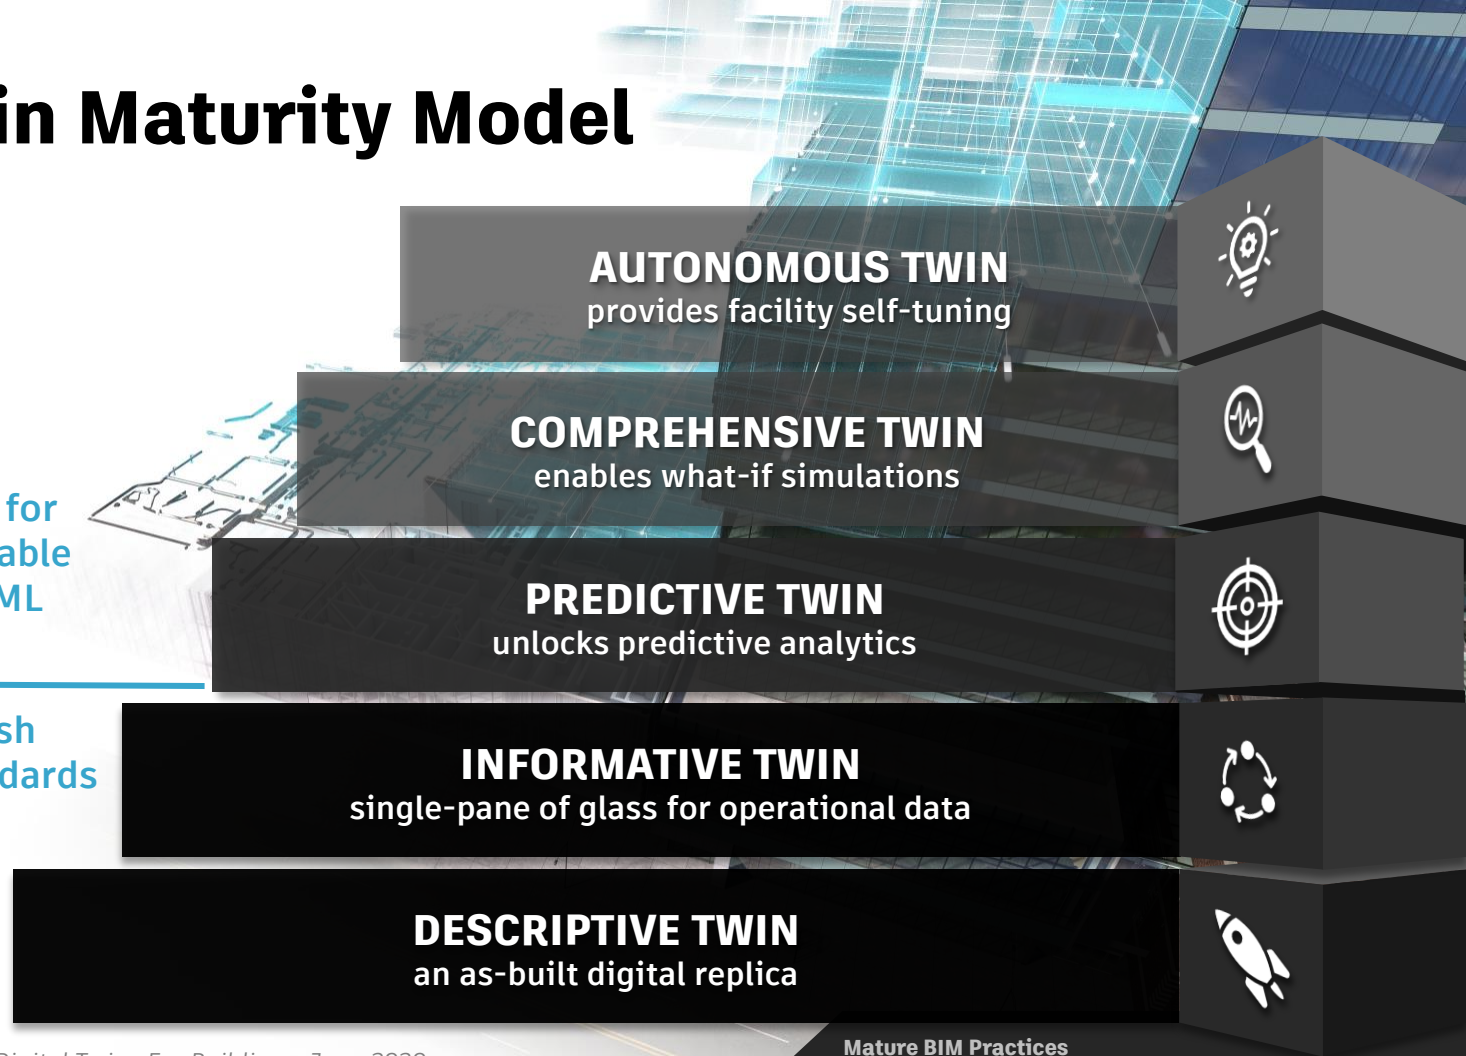 in Maturity Model
AUTONOMOUS TWIN
provides facility self-tuning
COMPREHENSIVE TWIN
enables what-if simulations
for
able
ML
PREDICTIVE TWIN
unlocks predictive analytics
sh
dards
INFORMATIVE TWIN
single-pane of glass for operational data
DESCRIPTIVE TWIN
an as-built digital replica
Mature BIM Practices